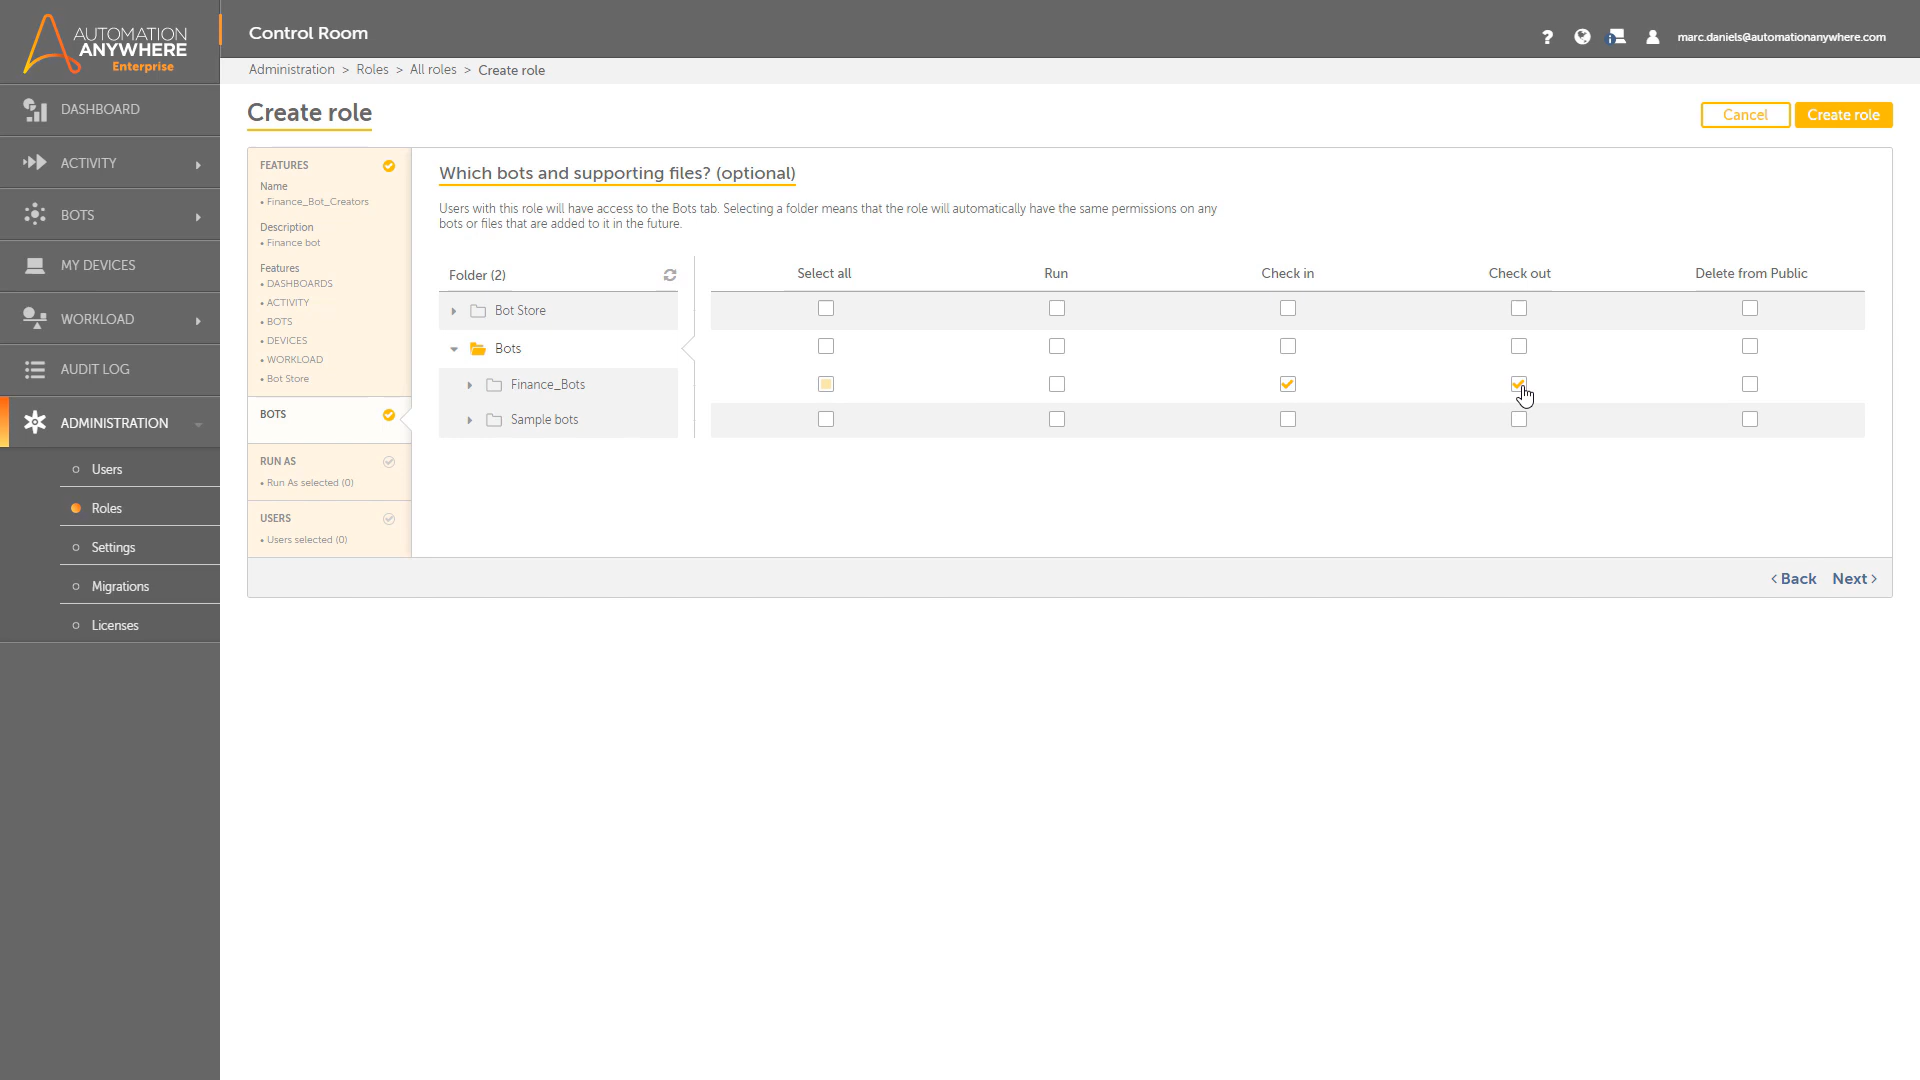 AUTOMATION
ANYWHERE
Enterprise
Control Room
?
marc.daniels@automationanywhere.com
Administration > Roles > All roles > Create role
DASHBOARD
ACTIVITY
BOTS
MY DEVICES
WORKLOAD
AUDIT LOG
ADMINISTRATION
Users
Roles
Settings
Migrations
Licenses
Create role
Cancel
Create role
FEATURES
Name
• Finance_Bot_Creators
Description
• Finance bot
Features
• DASHBOARDS
• ACTIVITY
• BOTS
• DEVICES
• WORKLOAD
• Bot Store
BOTS
RUN AS
• Run As selected (0)
USERS
• Users selected (0)
Which bots and supporting files? (optional)
Users with this role will have access to the Bots tab. Selecting a folder means that the role will automatically have the same permissions on any
bots or files that are added to it in the future.
Folder (2)
Select all
Run
Check in
Check out
Delete from Public
Bot Store
Bots
Finance_Bots
Sample bots
< Back
Next >